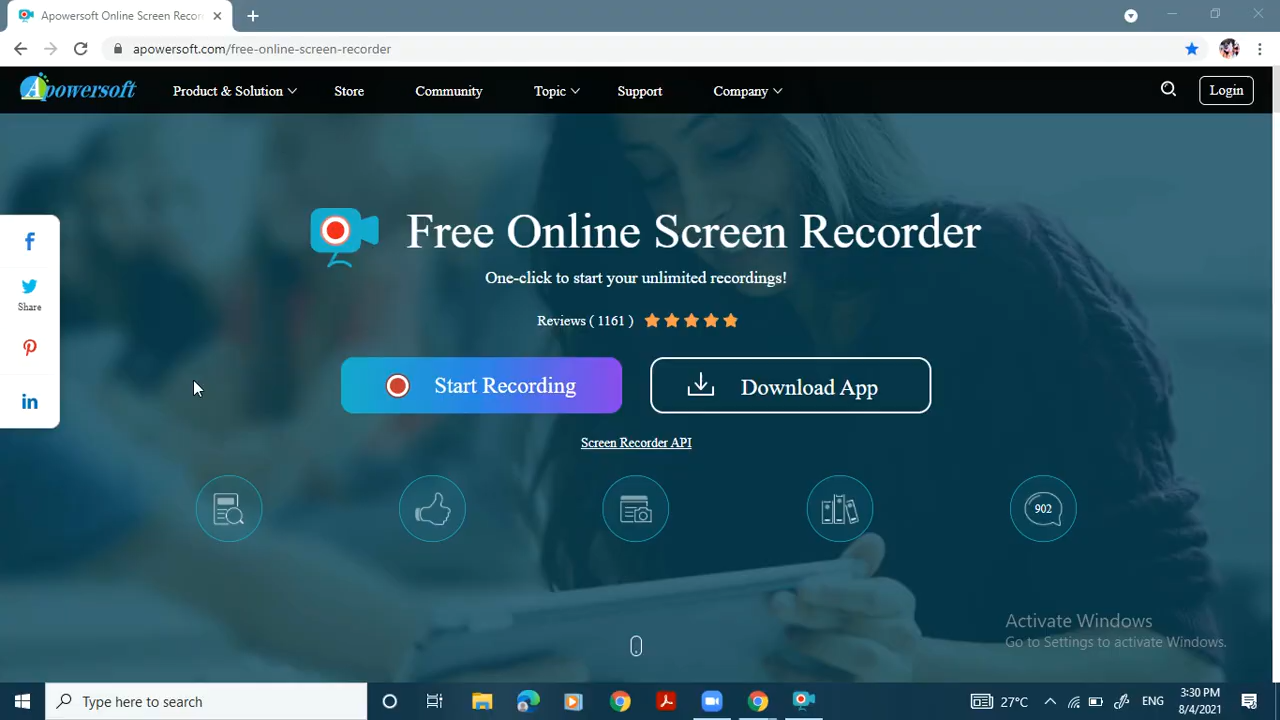 Apowersoft Online Screen Recor
apowersoft.com/free-online-screen-recorder
Apowersoft
Product & Solution
Store
Community
Topic
Support
Company
Login
Free Online Screen Recorder
One-click to start your unlimited recordings!
Reviews ( 1161 )
Share
Start Recording
Download App
Screen Recorder API
902
Activate Windows
Go to Settings to activate Windows.
Type here to search
27°C
ENG
3:30 PM
8/4/2021